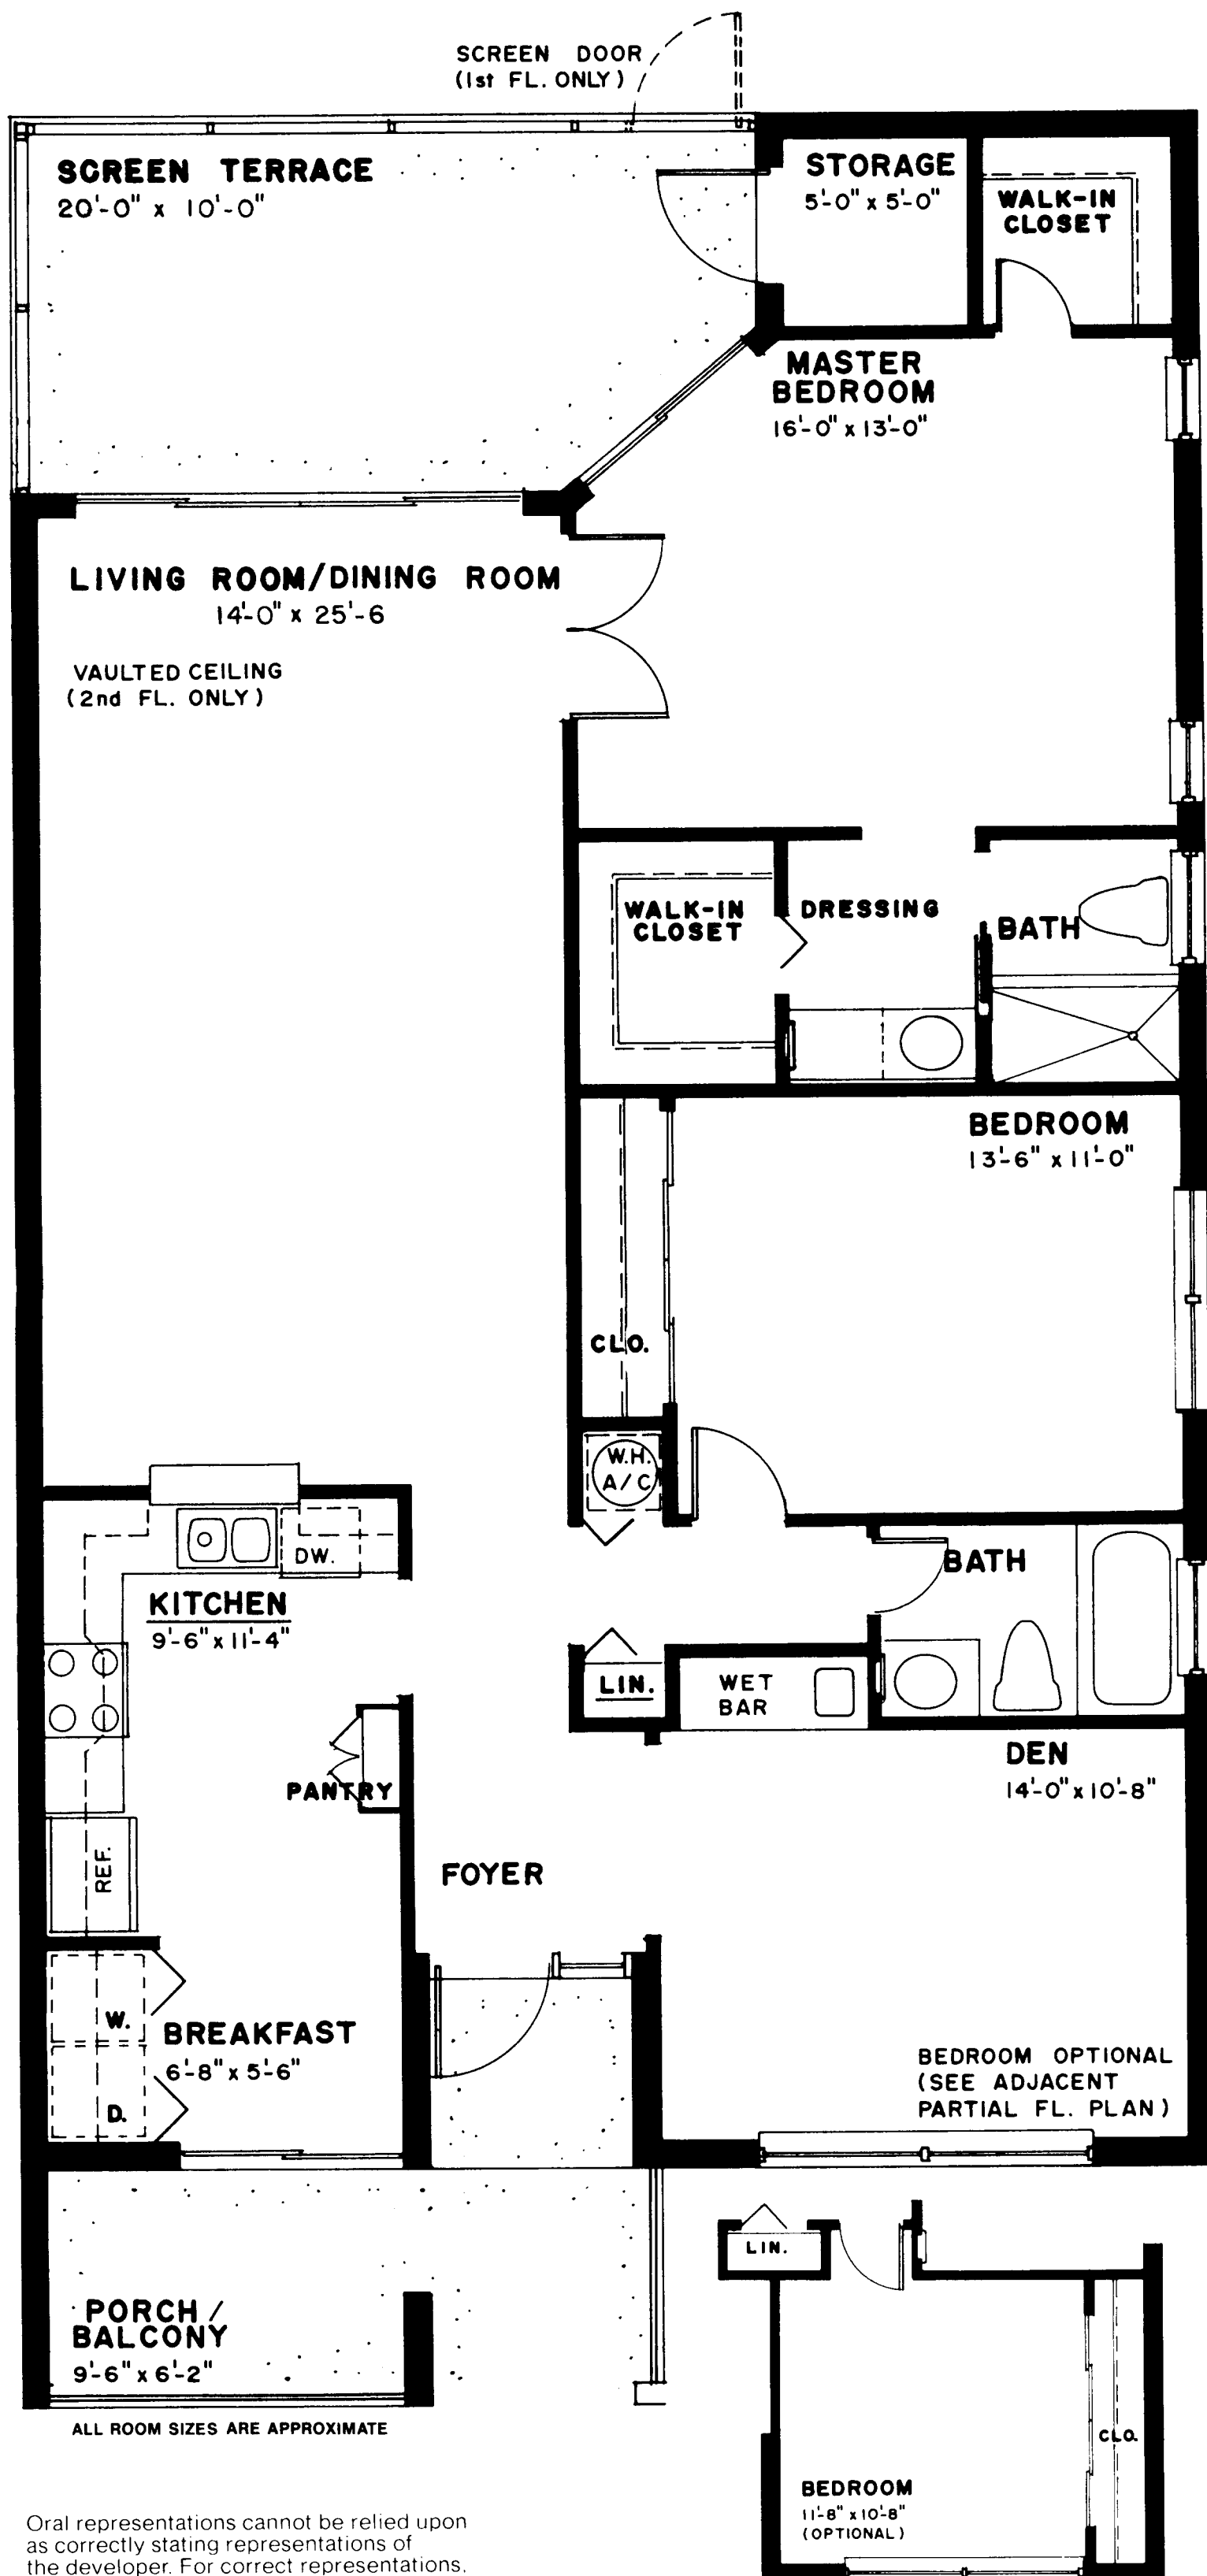 SCREEN DOOR
(1st FL. ONLY)
SCREEN TERRACE
20'-0" x 10'-0"
STORAGE
5'-0" x 5'-0"
WALK-IN
CLOSET
MASTER
BEDROOM
16'-0" x 13'-0"
LIVING ROOM/DINING ROOM
14'-0" x 25'-6
VAULTED CEILING
(2nd FL. ONLY)
WALK-IN
CLOSET
DRESSING
BATH
BEDROOM
13'-6" x 11'-0"
CLO.
W.H.
A/C
DW.
KITCHEN
9'-6" x 11'-4"
BATH
LIN.
WET
BAR
PANTRY
DEN
14'-0" x 10'-8"
REF.
FOYER
W.
BREAKFAST
6'-8" x 5'-6"
D.
BEDROOM OPTIONAL
(SEE ADJACENT
PARTIAL FL. PLAN)
LIN.
PORCH /
BALCONY
9'-6" x 6'-2"
ALL ROOM SIZES ARE APPROXIMATE
CLO.
BEDROOM
11'-8" x 10'-8"
(OPTIONAL)
Oral representations cannot be relied upon
as correctly stating representations of
the developer. For correct representations,